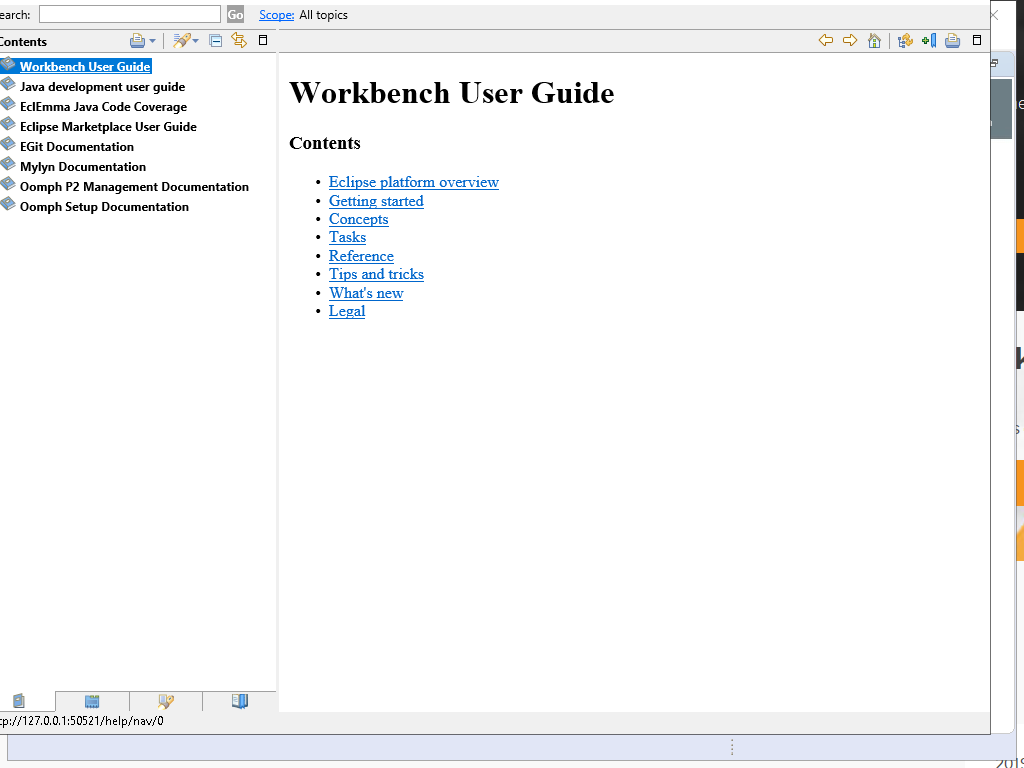 earch:
Go
Scope: All topics
Contents
Workbench User Guide
Java development user guide
EclEmma Java Code Coverage
Eclipse Marketplace User Guide
EGit Documentation
Mylyn Documentation
Oomph P2 Management Documentation
Oomph Setup Documentation
Workbench User Guide
Contents
• Eclipse platform overview
• Getting started
• Concepts
• Tasks
• Reference
• Tips and tricks
• What's new
• Legal
tp://127.0.0.1:50521/help/nav/0
2019